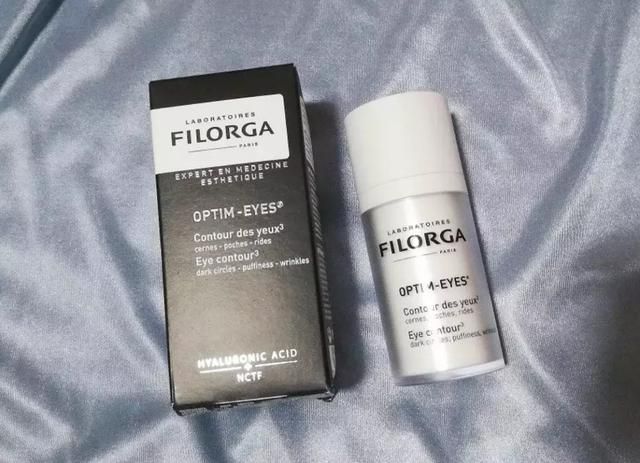 LABORATOIRES
FILORGA
PARIS
EXPERT EN MEDECINE
ESTHETIQUE
OPTIM-EYES®
Contour des yeux³
cernes - poches - rides
Eye contour³
dark circles - puffiness - wrinkles
HYALURONIC ACID
+
NCTF
LABORATOIRES
FILORGA
PARIS
OPTIM-EYES®
Contour des yeux³
cernes, poches, rides
Eye contour³
dark circles, puffiness, wrinkles